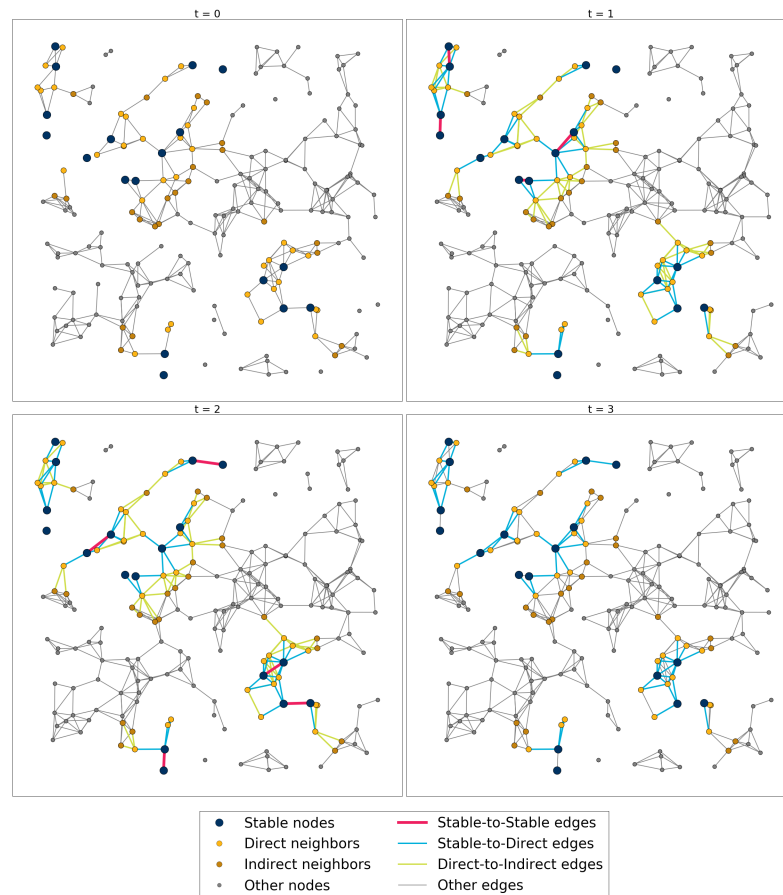 t = 0
t = 1
t = 2
t = 3
Stable nodes
Direct neighbors
Indirect neighbors
Other nodes
Stable-to-Stable edges
Stable-to-Direct edges
Direct-to-Indirect edges
Other edges